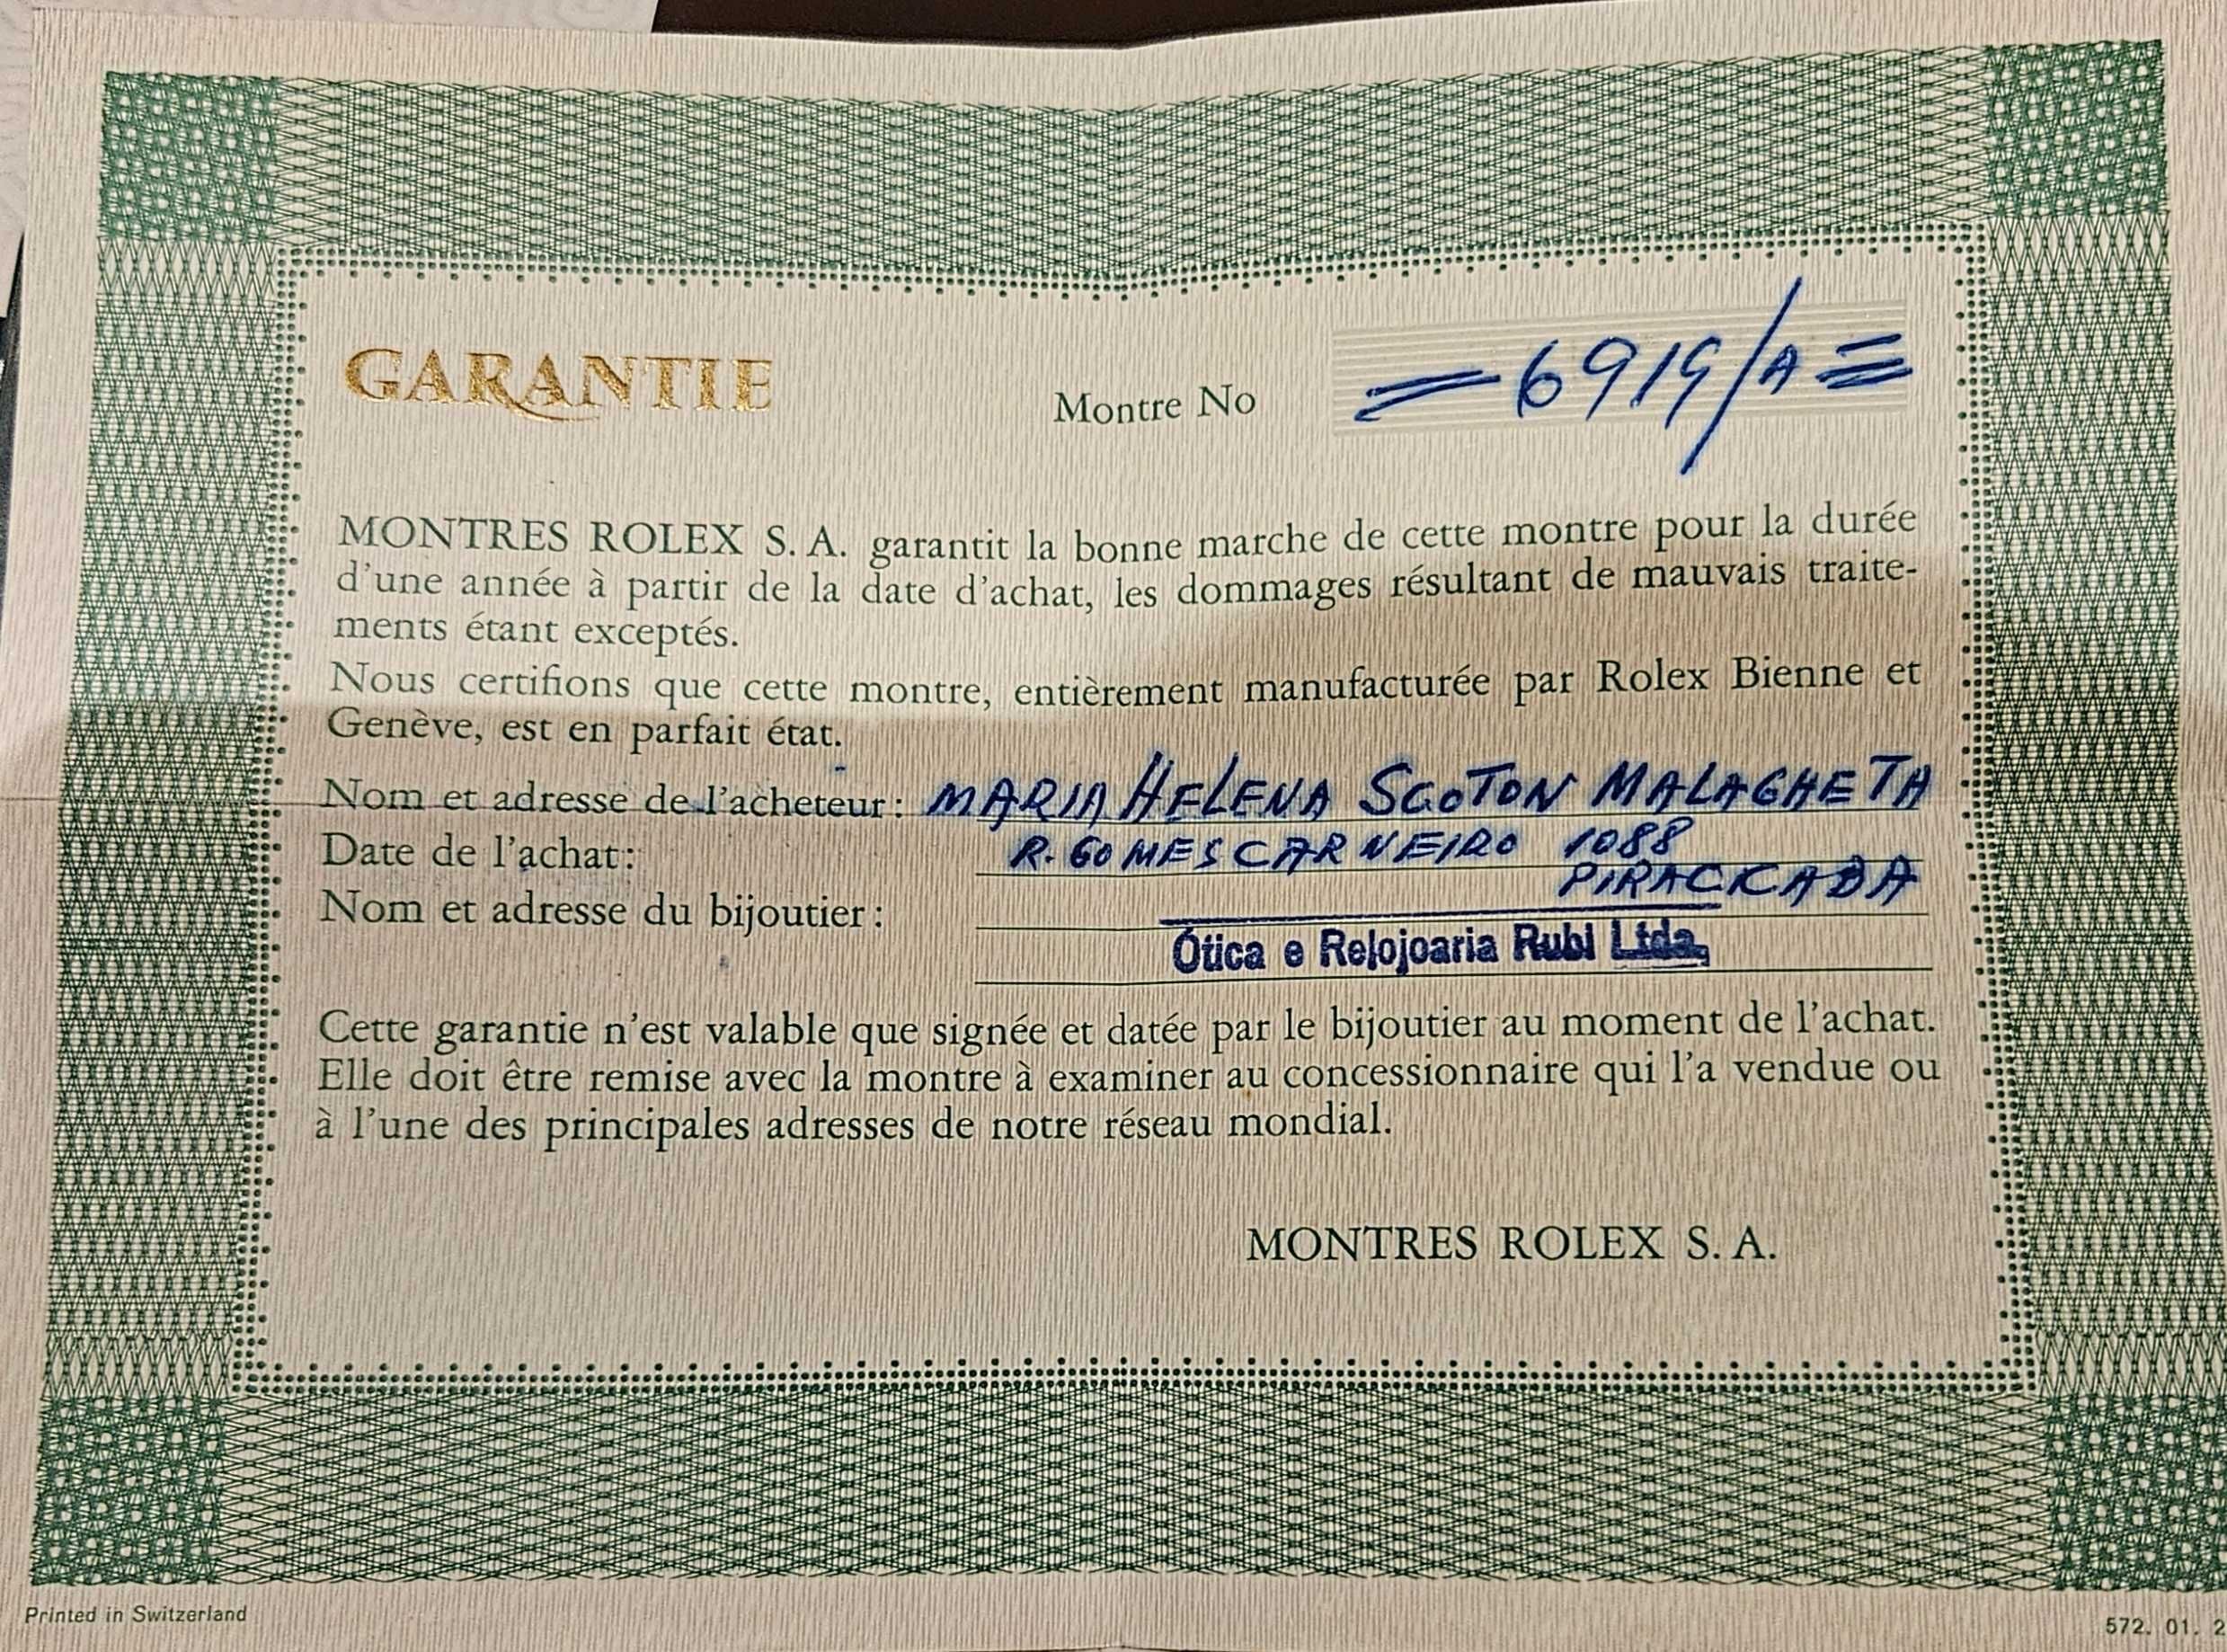 GARANTIE
Montre No = 6919/A =
MONTRES ROLEX S. A. garantit la bonne marche de cette montre pour la durée
d'une année à partir de la date d'achat, les dommages résultant de mauvais traite-
ments étant exceptés.
Nous certifions que cette montre, entièrement manufacturée par Rolex Bienne et
Genève, est en parfait état.
Nom et adresse de l'acheteur: MARIA HELENA SCOTON MALAGHETA
Date de l'achat: R. GOMES CARNEIRO 1088
PIRACICABA
Nom et adresse du bijoutier:
Ótica e Relojoaria Rubi Ltda.
Cette garantie n'est valable que signée et datée par le bijoutier au moment de l'achat.
Elle doit être remise avec la montre à examiner au concessionnaire qui l'a vendue ou
à l'une des principales adresses de notre réseau mondial.
MONTRES ROLEX S. A.
Printed in Switzerland
572. 01. 2